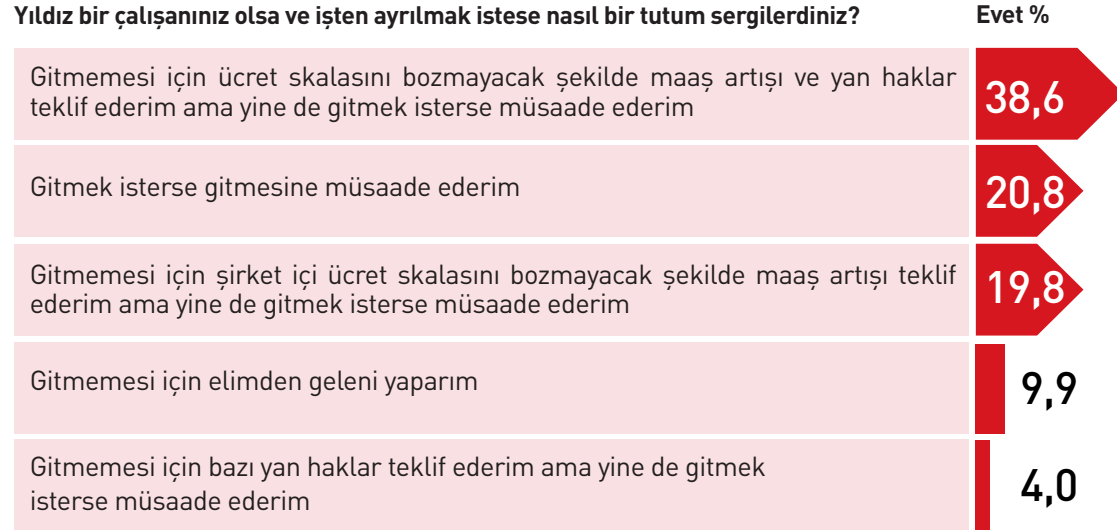 Yıldız bir çalışanınız olsa ve işten ayrılmak istese nasıl bir tutum sergilerdiniz? Evet %
Gitmemesi için ücret skalasını bozmayacak şekilde maaş artışı ve yan haklar
teklif ederim ama yine de gitmek isterse müsaade ederim
38,6
Gitmek isterse gitmesine müsaade ederim
20,8
Gitmemesi için şirket içi ücret skalasını bozmayacak şekilde maaş artışı teklif
ederim ama yine de gitmek isterse müsaade ederim
19,8
Gitmemesi için elimden geleni yaparım
9,9
Gitmemesi için bazı yan haklar teklif ederim ama yine de gitmek
isterse müsaade ederim
4,0